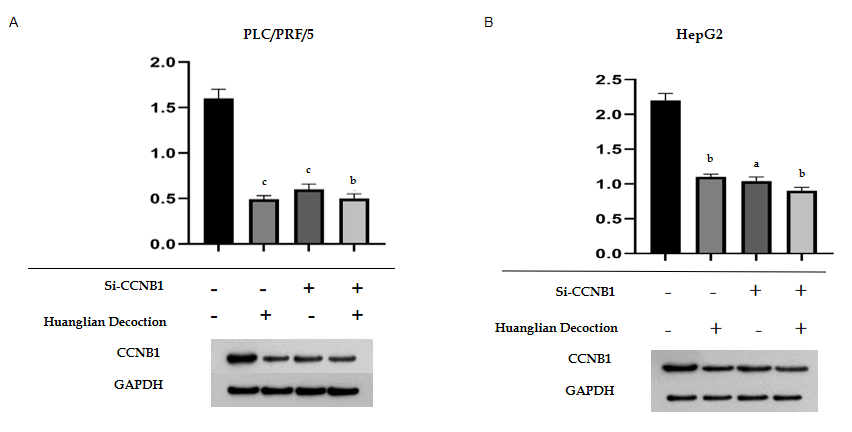 A
PLC/PRF/5
2.0
1.5
1.0
0.5
0.0
c
c
b
Si-CCNB1 - - + +
Huanglian Decoction - + - +
CCNB1
GAPDH
B
HepG2
2.5
2.0
1.5
1.0
0.5
0.0
b
a
b
Si-CCNB1 - - + +
Huanglian Decoction - + - +
CCNB1
GAPDH